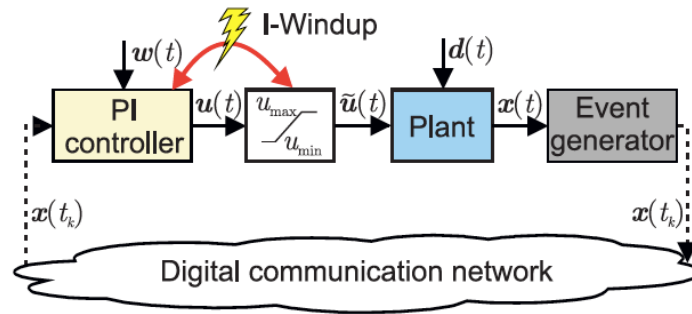 I-Windup
w(t)
d(t)
PI
controller
u(t)
u_max
u_min
ũ(t)
Plant
x(t)
Event
generator
x(t_k)
x(t_k)
Digital communication network